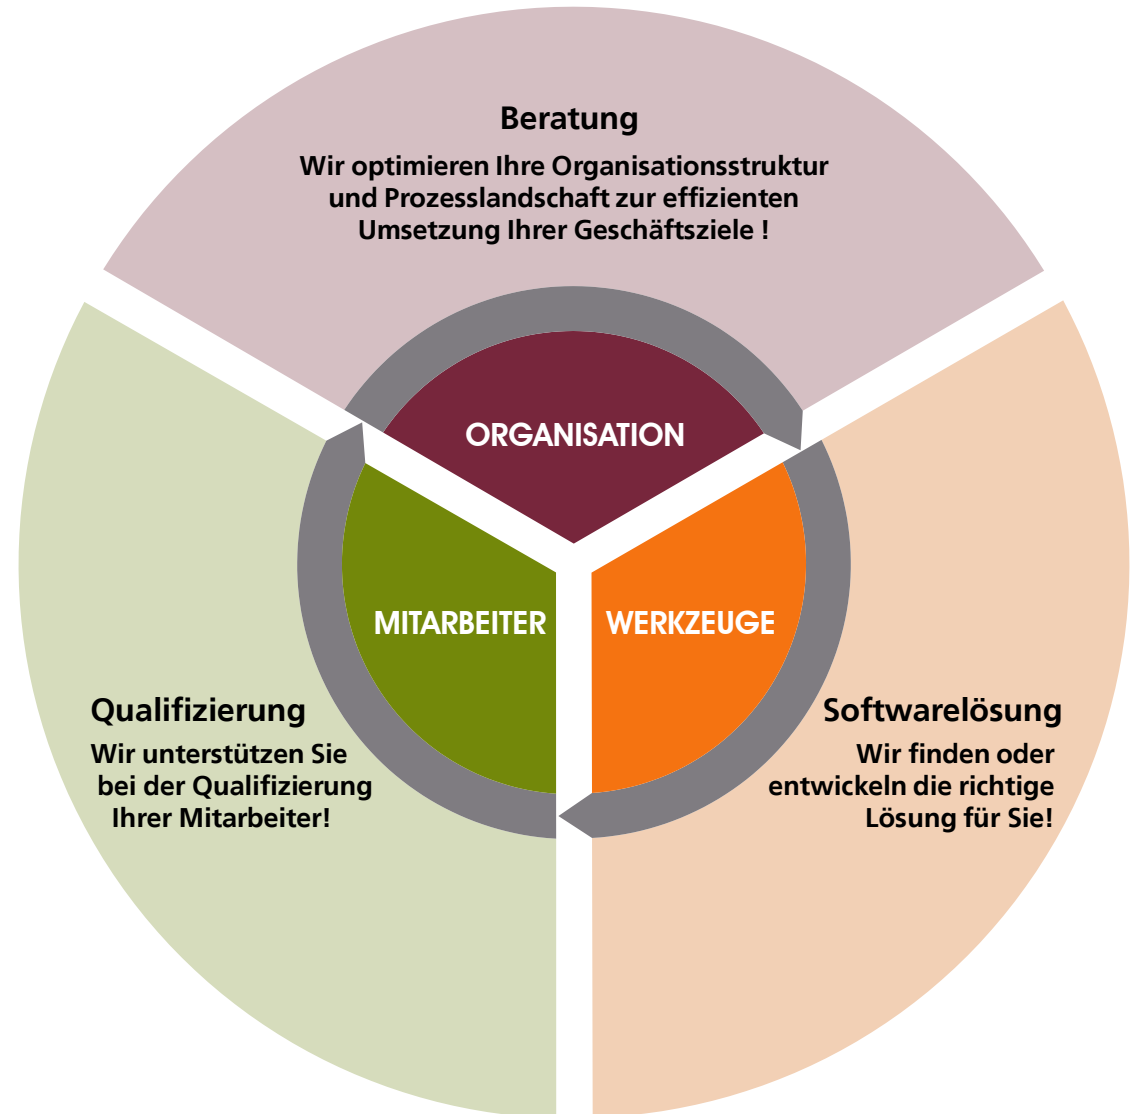 Beratung
Wir optimieren Ihre Organisationsstruktur
und Prozesslandschaft zur effizienten
Umsetzung Ihrer Geschäftsziele !
ORGANISATION
MITARBEITER
WERKZEUGE
Qualifizierung
Wir unterstützen Sie
bei der Qualifizierung
Ihrer Mitarbeiter!
Softwarelösung
Wir finden oder
entwickeln die richtige
Lösung für Sie!